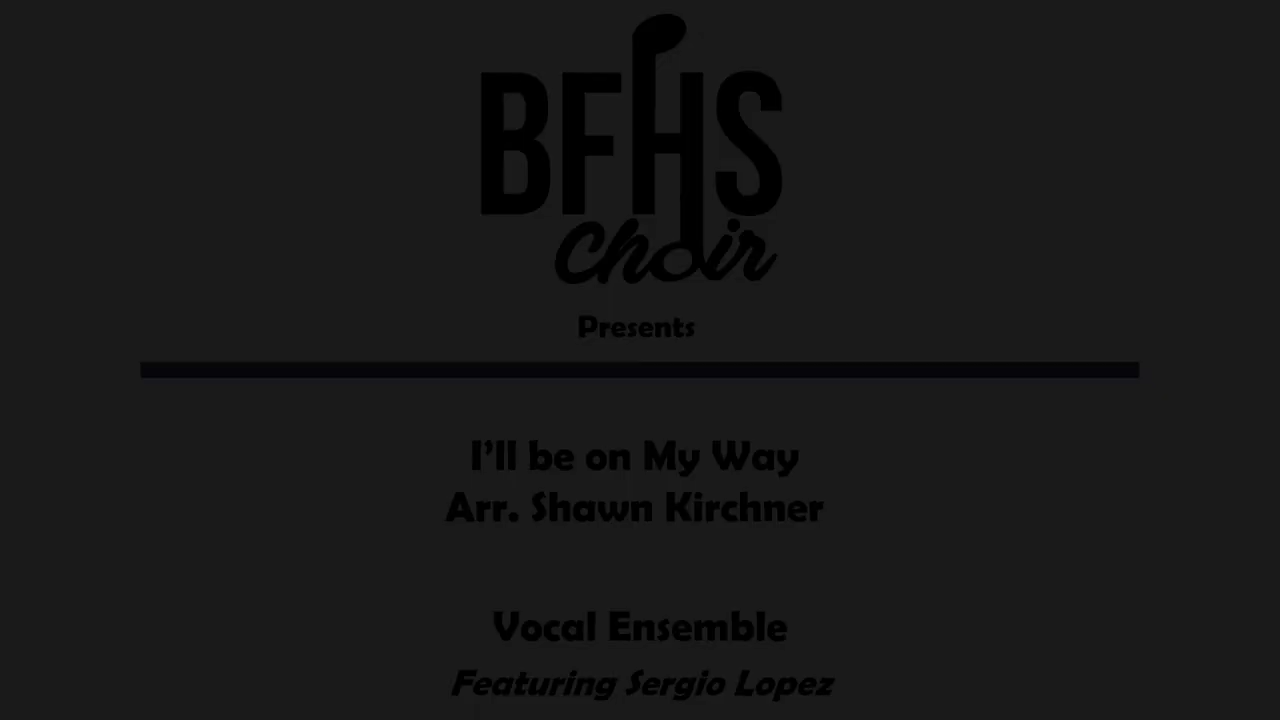 BFHS
Choir
Presents
I'll be on My Way
Arr. Shawn Kirchner
Vocal Ensemble
Featuring Sergio Lopez